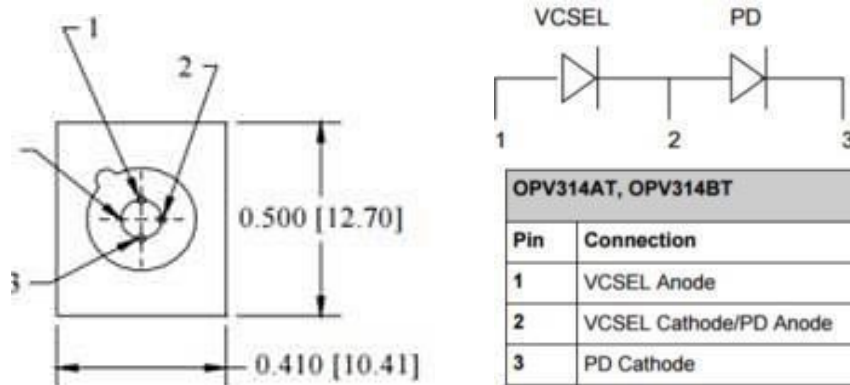 1
2
0.500 [12.70]
0.410 [10.41]
VCSEL PD
1 2 3
OPV314AT, OPV314BT
Pin Connection
1 VCSEL Anode
2 VCSEL Cathode/PD Anode
3 PD Cathode